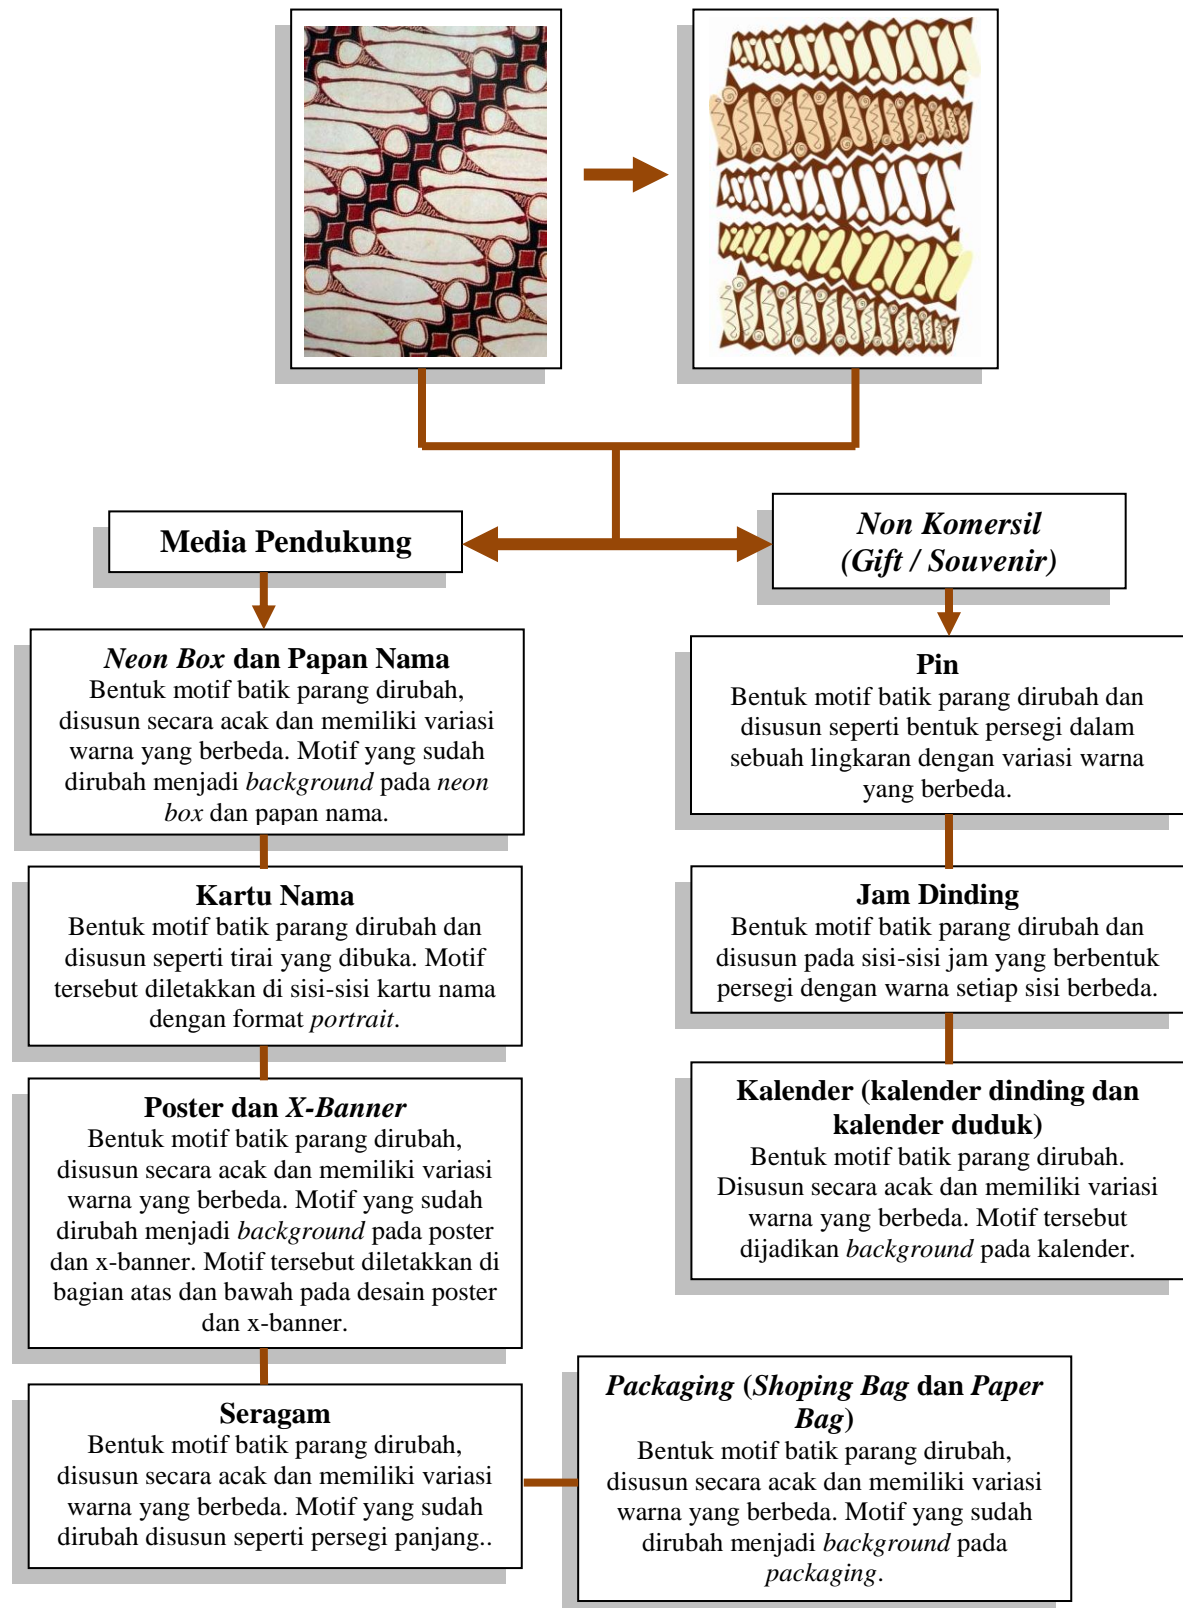 Media Pendukung
Non Komersil
(Gift / Souvenir)
Neon Box dan Papan Nama
Bentuk motif batik parang dirubah,
disusun secara acak dan memiliki variasi
warna yang berbeda. Motif yang sudah
dirubah menjadi background pada neon
box dan papan nama.
Kartu Nama
Bentuk motif batik parang dirubah dan
disusun seperti tirai yang dibuka. Motif
tersebut diletakkan di sisi-sisi kartu nama
dengan format portrait.
Poster dan X-Banner
Bentuk motif batik parang dirubah,
disusun secara acak dan memiliki variasi
warna yang berbeda. Motif yang sudah
dirubah menjadi background pada poster
dan x-banner. Motif tersebut diletakkan di
bagian atas dan bawah pada desain poster
dan x-banner.
Seragam
Bentuk motif batik parang dirubah,
disusun secara acak dan memiliki variasi
warna yang berbeda. Motif yang sudah
dirubah disusun seperti persegi panjang..
Packaging (Shoping Bag dan Paper
Bag)
Bentuk motif batik parang dirubah,
disusun secara acak dan memiliki variasi
warna yang berbeda. Motif yang sudah
dirubah menjadi background pada
packaging.
Pin
Bentuk motif batik parang dirubah dan
disusun seperti bentuk persegi dalam
sebuah lingkaran dengan variasi warna
yang berbeda.
Jam Dinding
Bentuk motif batik parang dirubah dan
disusun pada sisi-sisi jam yang berbentuk
persegi dengan warna setiap sisi berbeda.
Kalender (kalender dinding dan
kalender duduk)
Bentuk motif batik parang dirubah.
Disusun secara acak dan memiliki variasi
warna yang berbeda. Motif tersebut
dijadikan background pada kalender.